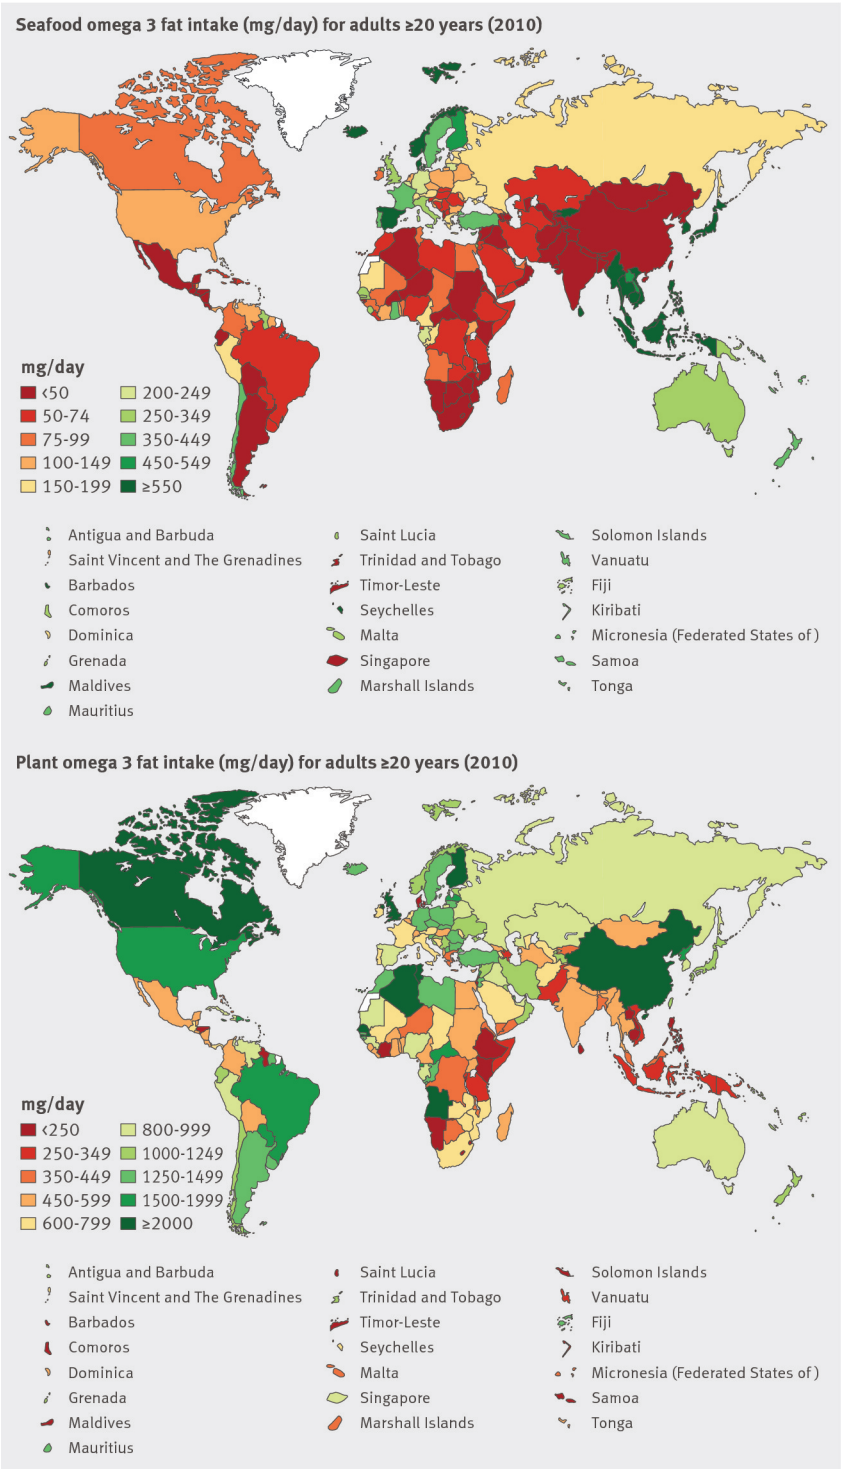 Seafood omega 3 fat intake (mg/day) for adults ≥20 years (2010)
mg/day
<50
50-74
75-99
100-149
150-199
200-249
250-349
350-449
450-549
≥550
Antigua and Barbuda
Saint Vincent and The Grenadines
Barbados
Comoros
Dominica
Grenada
Maldives
Mauritius
Saint Lucia
Trinidad and Tobago
Timor-Leste
Seychelles
Malta
Singapore
Marshall Islands
Solomon Islands
Vanuatu
Fiji
Kiribati
Micronesia (Federated States of )
Samoa
Tonga
Plant omega 3 fat intake (mg/day) for adults ≥20 years (2010)
mg/day
<250
250-349
350-449
450-599
600-799
800-999
1000-1249
1250-1499
1500-1999
≥2000
Antigua and Barbuda
Saint Vincent and The Grenadines
Barbados
Comoros
Dominica
Grenada
Maldives
Mauritius
Saint Lucia
Trinidad and Tobago
Timor-Leste
Seychelles
Malta
Singapore
Marshall Islands
Solomon Islands
Vanuatu
Fiji
Kiribati
Micronesia (Federated States of )
Samoa
Tonga